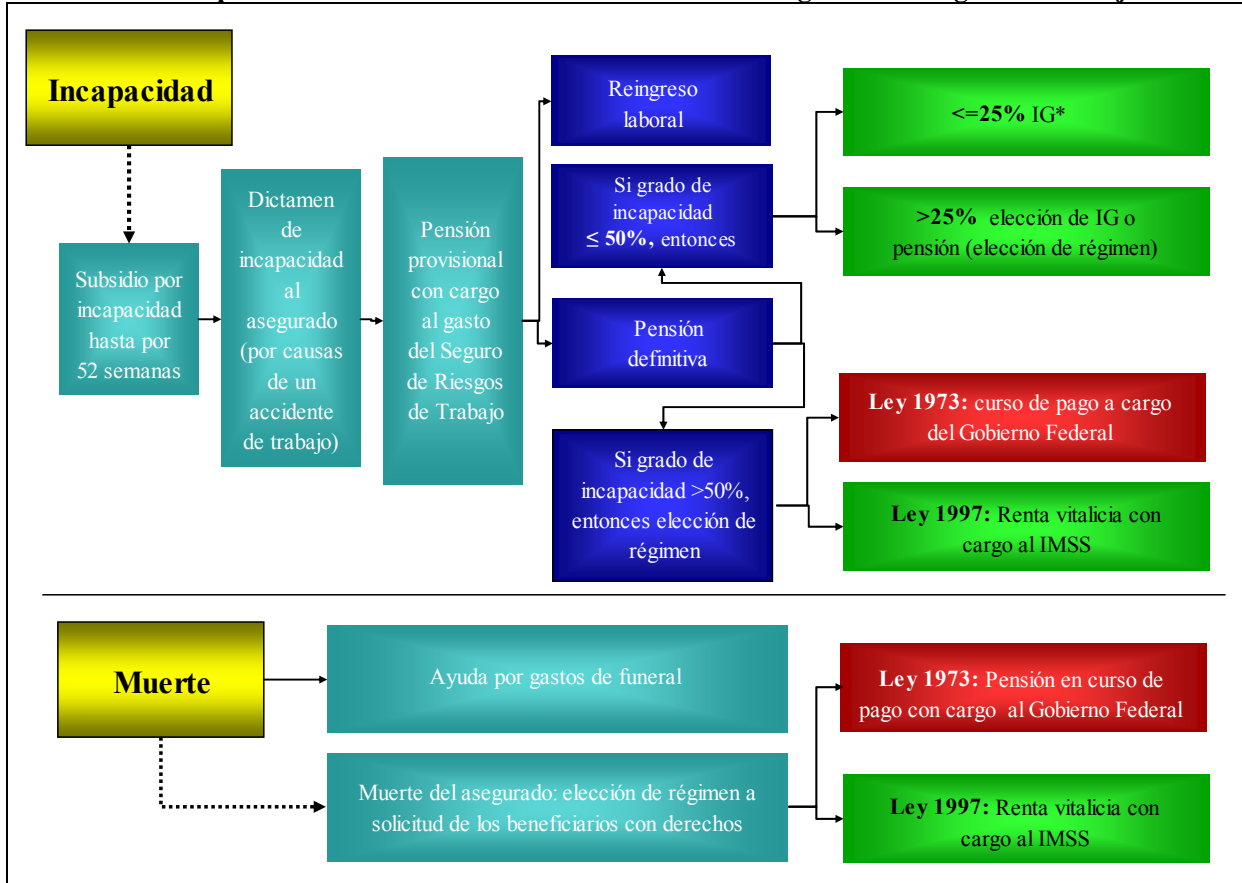 Incapacidad
Subsidio por
incapacidad
hasta por
52 semanas
Dictamen
de
incapacidad
al
asegurado
(por causas
de un
accidente
de trabajo)
Pensión
provisional
con cargo
al gasto
del Seguro
de Riesgos
de Trabajo
Reingreso
laboral
Si grado de
incapacidad
≤ 50%, entonces
Pensión
definitiva
Si grado de
incapacidad >50%,
entonces elección de
régimen
<=25% IG*
>25% elección de IG o
pensión (elección de régimen)
Ley 1973: curso de pago a cargo
del Gobierno Federal
Ley 1997: Renta vitalicia con
cargo al IMSS
Muerte
Ayuda por gastos de funeral
Muerte del asegurado: elección de régimen a
solicitud de los beneficiarios con derechos
Ley 1973: Pensión en curso de
pago con cargo al Gobierno Federal
Ley 1997: Renta vitalicia con
cargo al IMSS